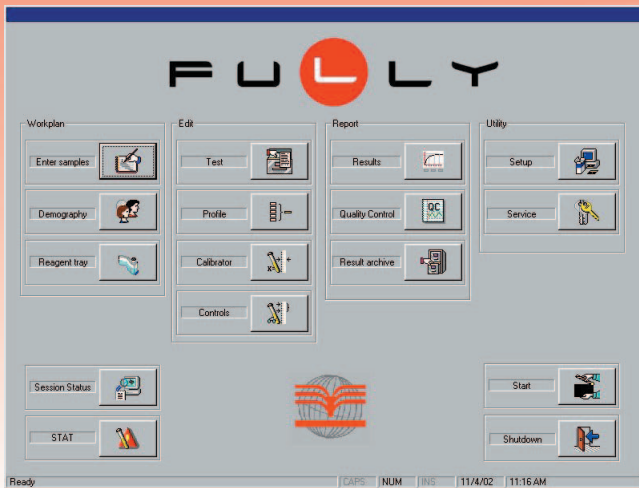 FULLY
Workplan
Enter samples
Demography
Reagent tray
Edit
Test
Profile
Calibrator
Controls
Report
Results
Quality Control
QC
Result archive
Utility
Setup
Service
Session Status
STAT
Start
Shutdown
Ready CAPS NUM INS 11/4/02 11:16 AM